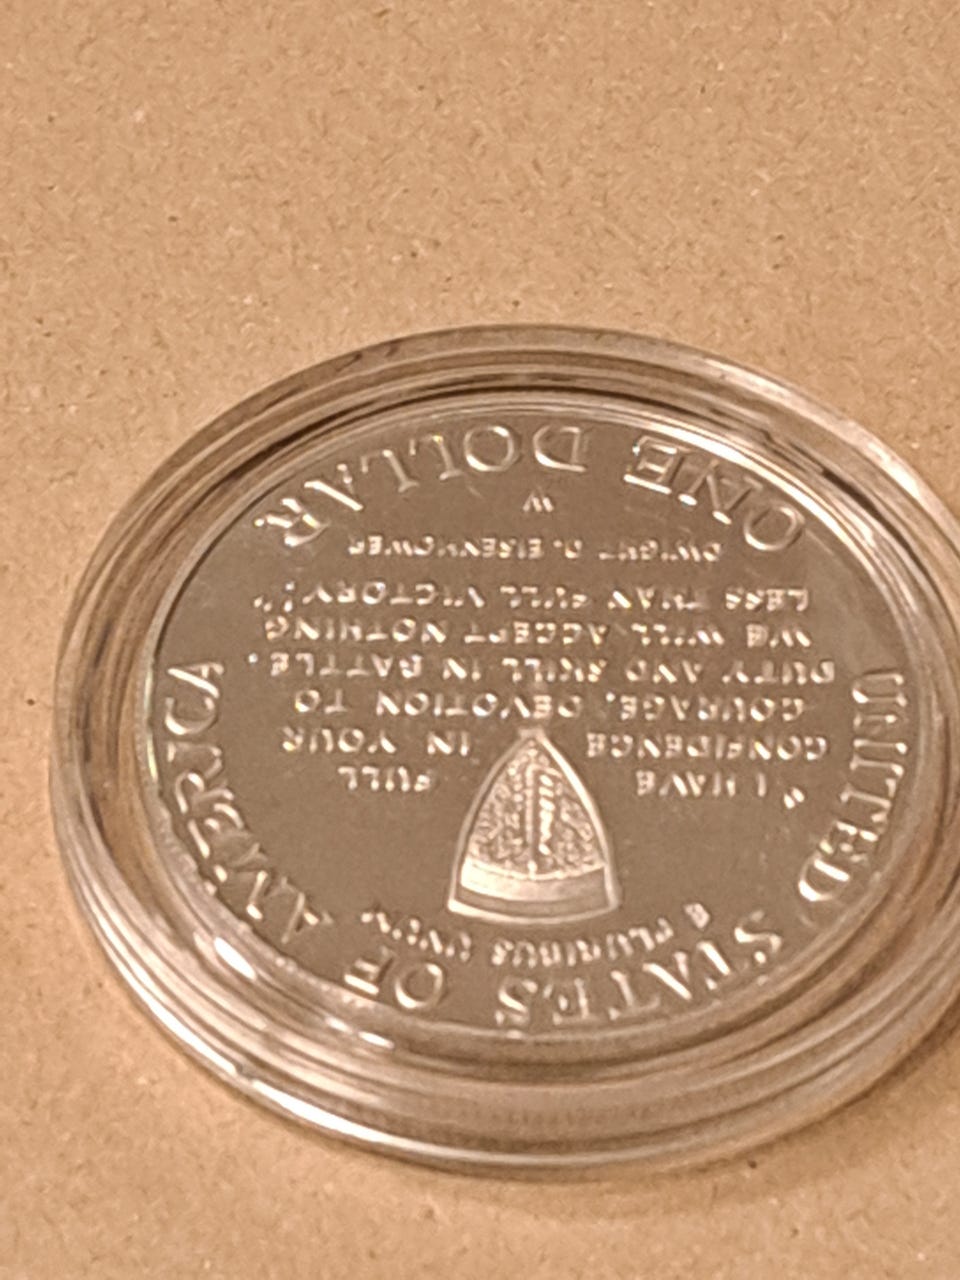 UNITED STATES OF AMERICA
E PLURIBUS UNUM
"I HAVE FULL
CONFIDENCE IN YOUR
COURAGE, DEVOTION TO
DUTY AND SKILL IN BATTLE.
WE WILL ACCEPT NOTHING
LESS THAN FULL VICTORY!"
DWIGHT D. EISENHOWER
W
ONE DOLLAR